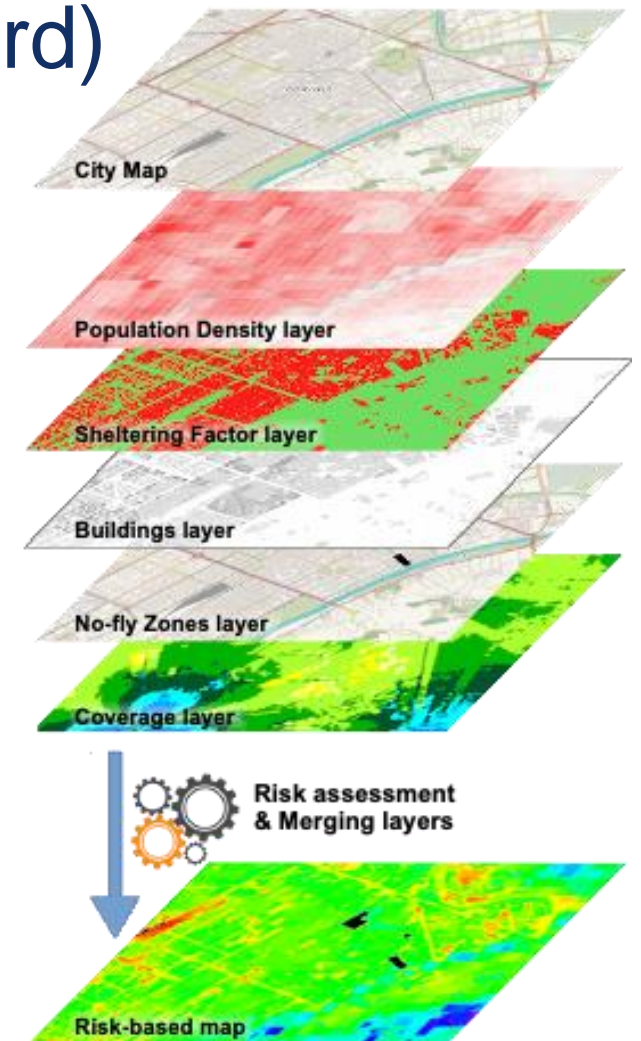 rd)
City Map
Population Density layer
Sheltering Factor layer
Buildings layer
No-fly Zones layer
Coverage layer
Risk assessment
& Merging layers
Risk-based map